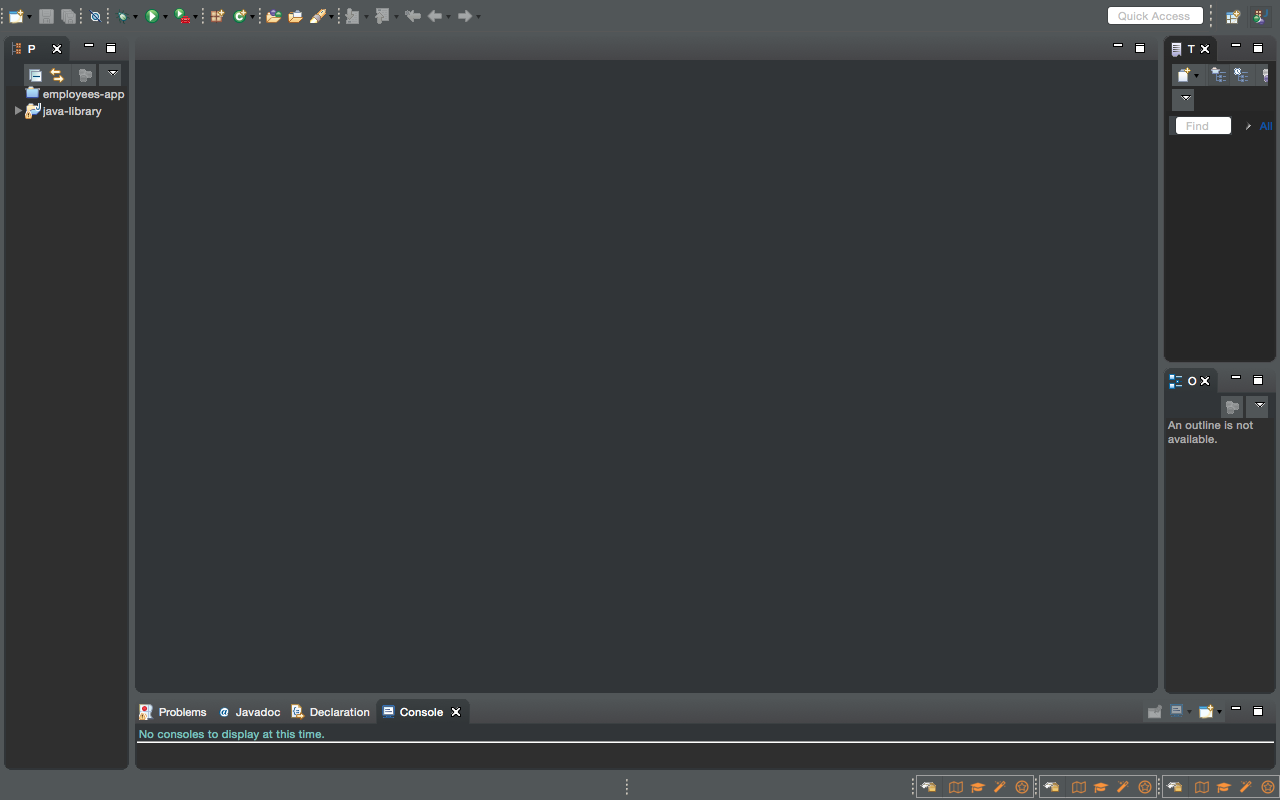 Quick Access
P
employees-app
java-library
T
Find
All
O
An outline is not
available.
Problems
Javadoc
Declaration
Console
No consoles to display at this time.